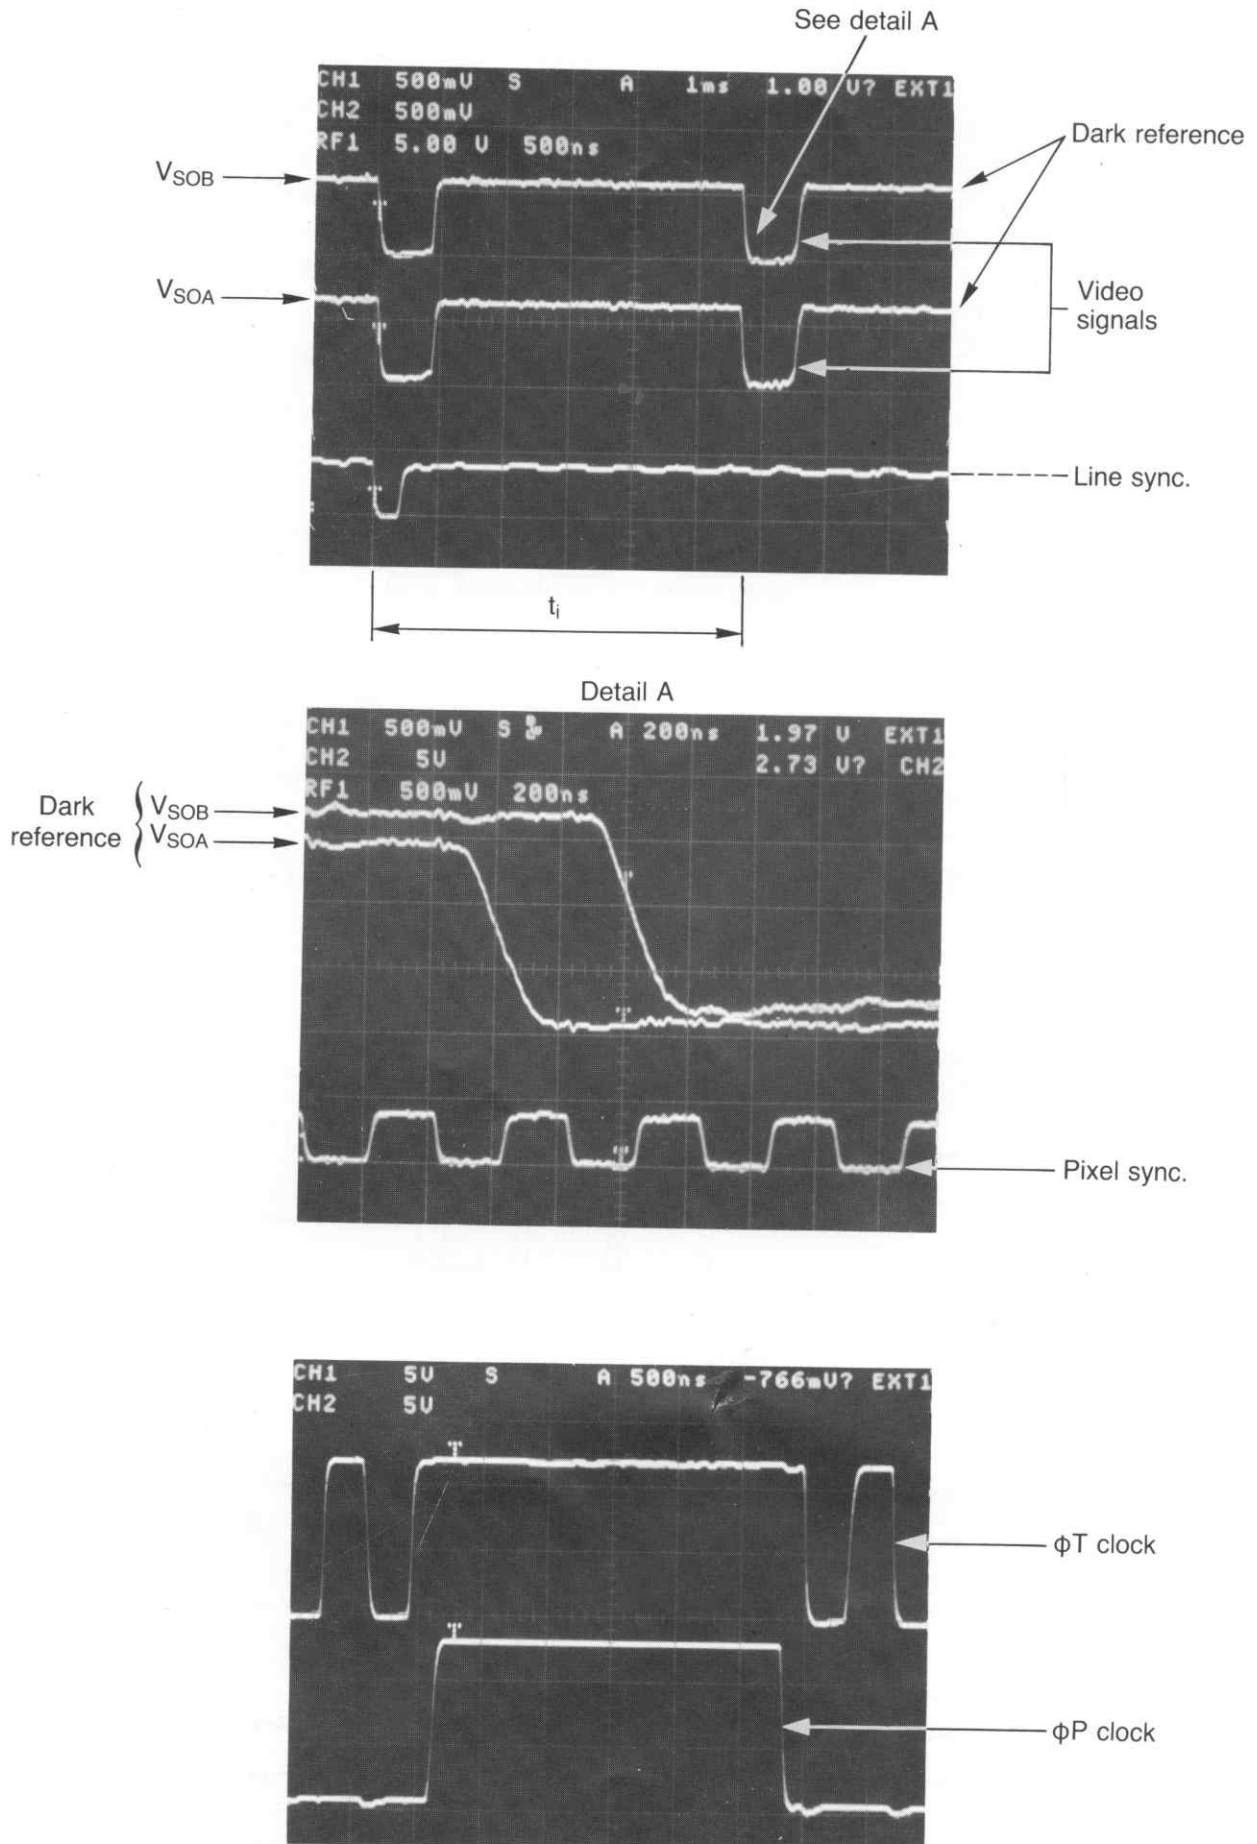 See detail A
CH1 500mV S A 1ms 1.00 V? EXT1
CH2 500mV
RF1 5.00 V 500ns
Dark reference
VSOB
VSOA
Video
signals
Line sync.
ti
Detail A
CH1 500mV S A 200ns 1.97 V EXT1
CH2 5V 2.73 V? CH2
RF1 500mV 200ns
Dark
reference
VSOB
VSOA
Pixel sync.
CH1 5V S A 500ns -766mV? EXT1
CH2 5V
ϕT clock
ϕP clock